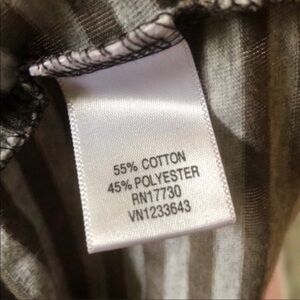 55% COTTON
45% POLYESTER
RN17730
VN1233643